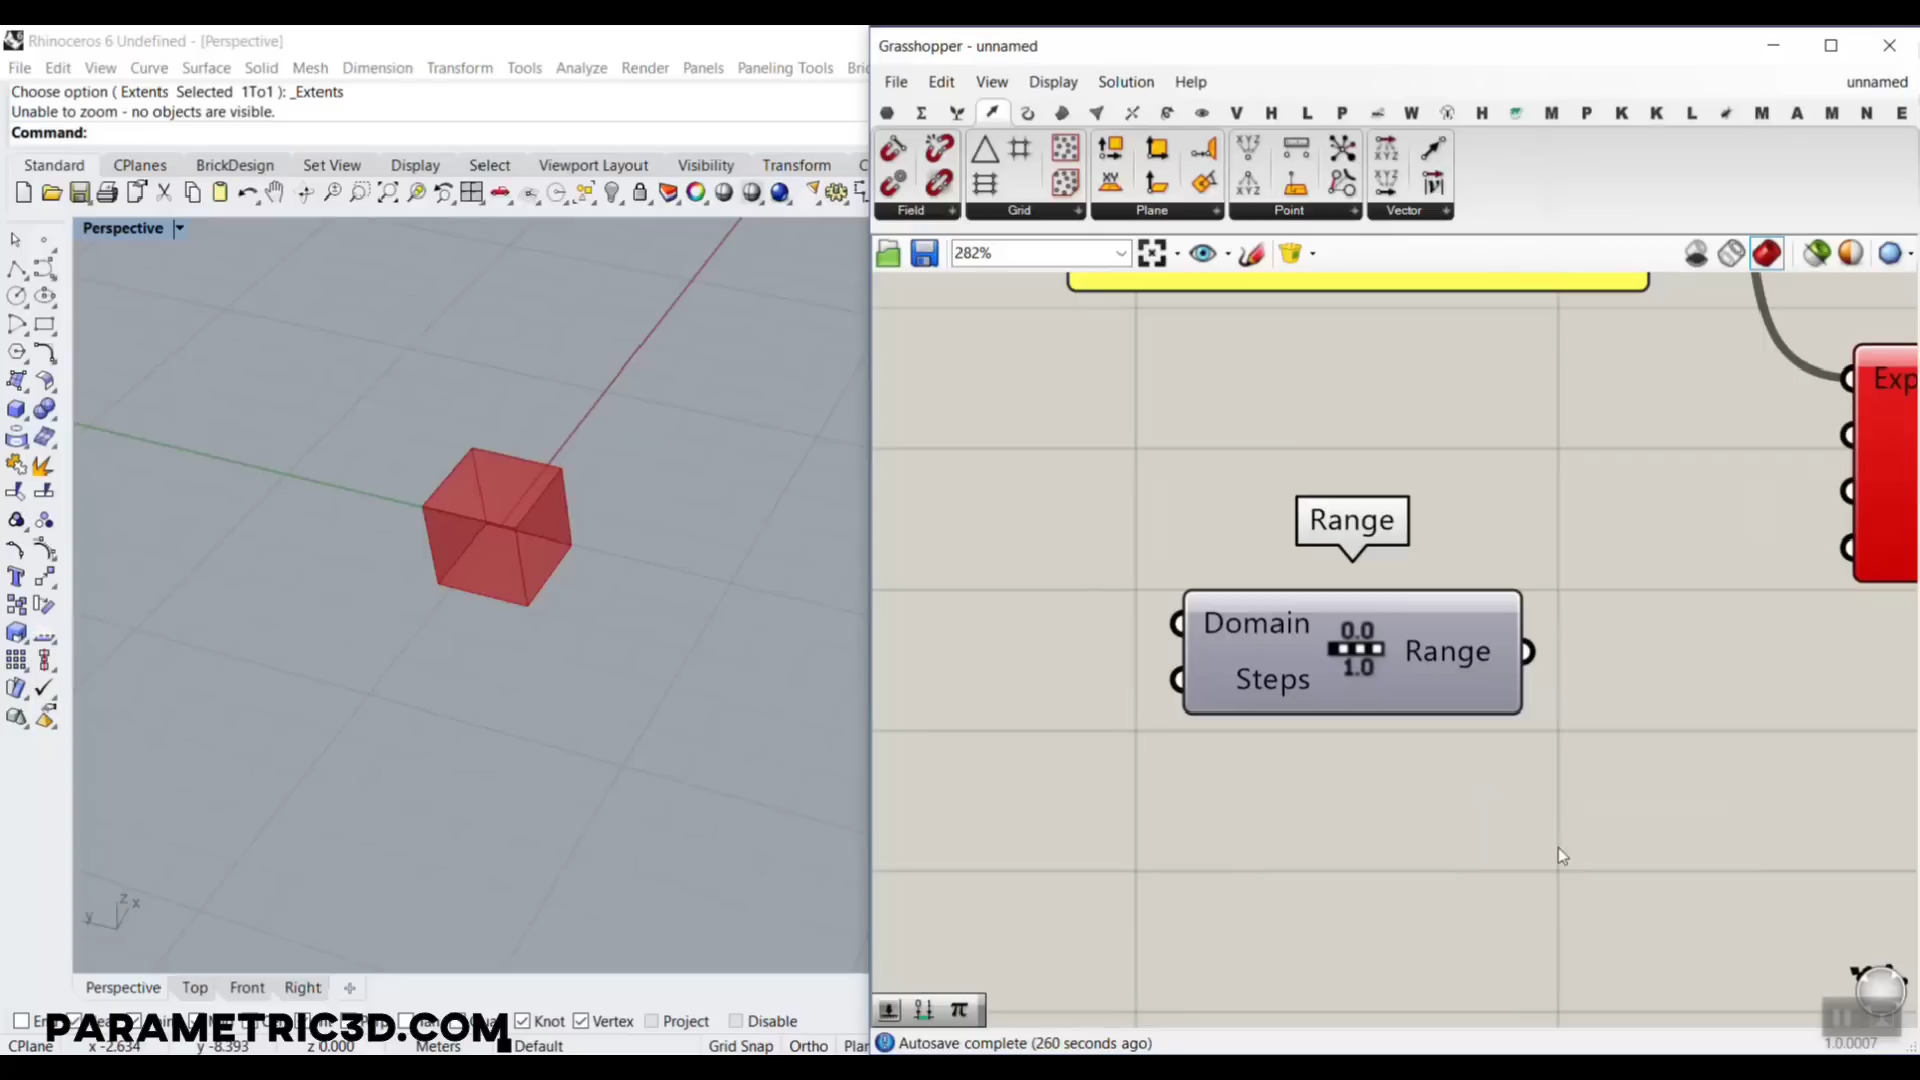 Rhinoceros 6 Undefined - [Perspective]
File Edit View Curve Surface Solid Mesh Dimension Transform Tools Analyze Render Panels Paneling Tools
Choose option ( Extents Selected 1To1 ): _Extents
Unable to zoom - no objects are visible.
Command:
Standard CPlanes BrickDesign Set View Display Select Viewport Layout Visibility Transform
Perspective
z x
y
Perspective Top Front Right
Knot Vertex Project Disable
PARAMETRIC3D.COM
CPlane x -2.634 y -8.393 z 0.000 Meters Default Grid Snap Ortho
Grasshopper - unnamed
File Edit View Display Solution Help unnamed
V H L P W H M P K K L M A M N E
Field Grid Plane Point Vector
282%
Exp
Range
Domain
Steps
0.0
1.0
Range
Autosave complete (260 seconds ago)
1.0.0007